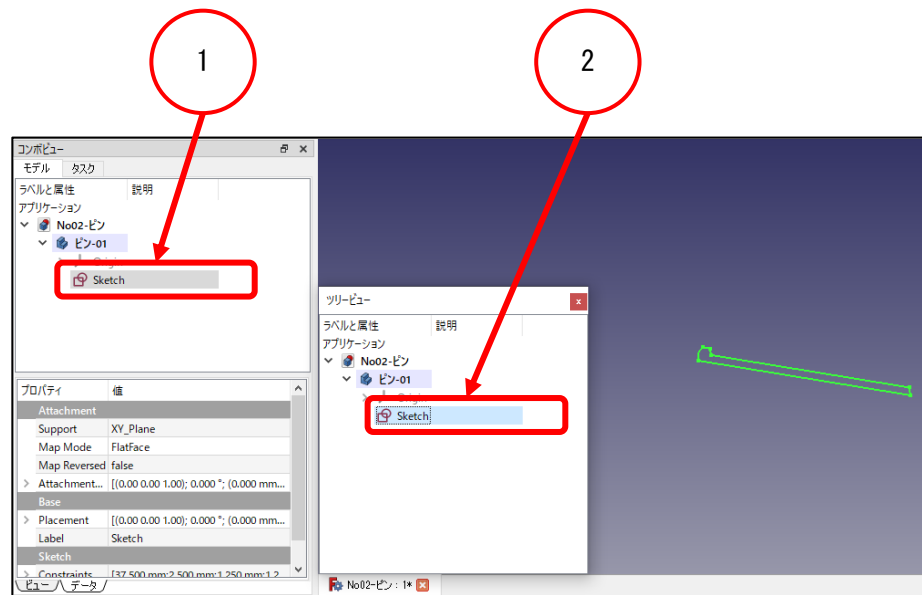 1
2
コンボビュー
モデル タスク
ラベルと属性 説明
アプリケーション
No02-ピン
ピン-01
Sketch
ツリービュー
ラベルと属性 説明
アプリケーション
No02-ピン
ピン-01
Sketch
プロパティ 値
Attachment
Support XY_Plane
Map Mode FlatFace
Map Reversed false
Attachment... [(0.00 0.00 1.00); 0.000 °; (0.000 mm...
Base
Placement [(0.00 0.00 1.00); 0.000 °; (0.000 mm...
Label Sketch
Sketch
Constraints [37.500 mm;2.500 mm;1.250 mm;1.2
ビュー データ
No02-ピン : 1*